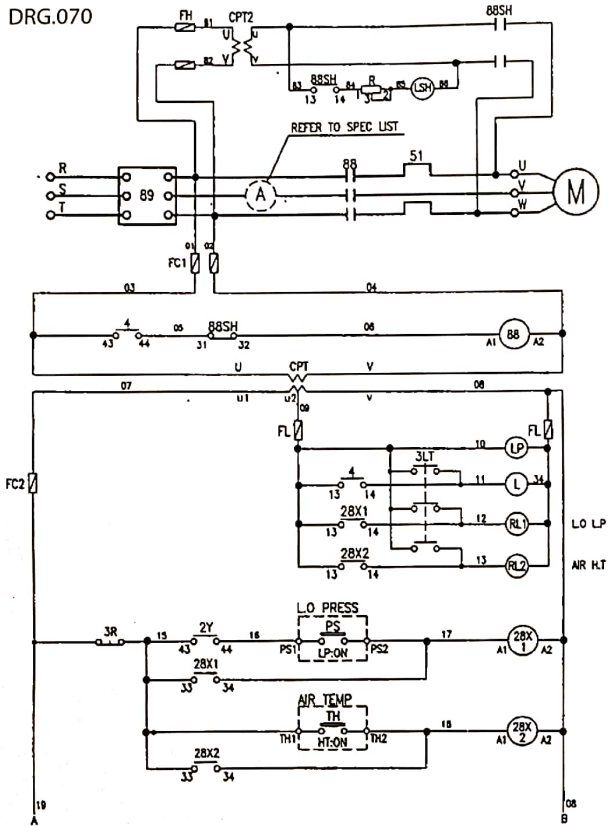 DRG.070
FH 81 CPT2 88SH
U u
82 V v
83 88SH 84 R 85 LSH 86
13 14 1 3 2
REFER TO SPEC LIST
R 88 51 U
S 89 A V M
T W
01 02
FC1
03 04
4 05 88SH 06 88
43 44 31 32 A1 A2
U CPT V
07 u1 u2 v 08
09
FL FL
10 LP
3LT
4 11 L 34
13 14
FC2
28X1 12 RL1 L.O L.P
13 14
28X2 13 RL2 AIR H.T
13 14
L.O PRESS
3R 15 2Y 16 PS 17 28X
43 44 PS1 LP:ON PS2 A1 1 A2
28X1
33 34
AIR TEMP
TH 18 28X
TH1 HT:ON TH2 A1 2 A2
28X2
33 34
19 08
A B